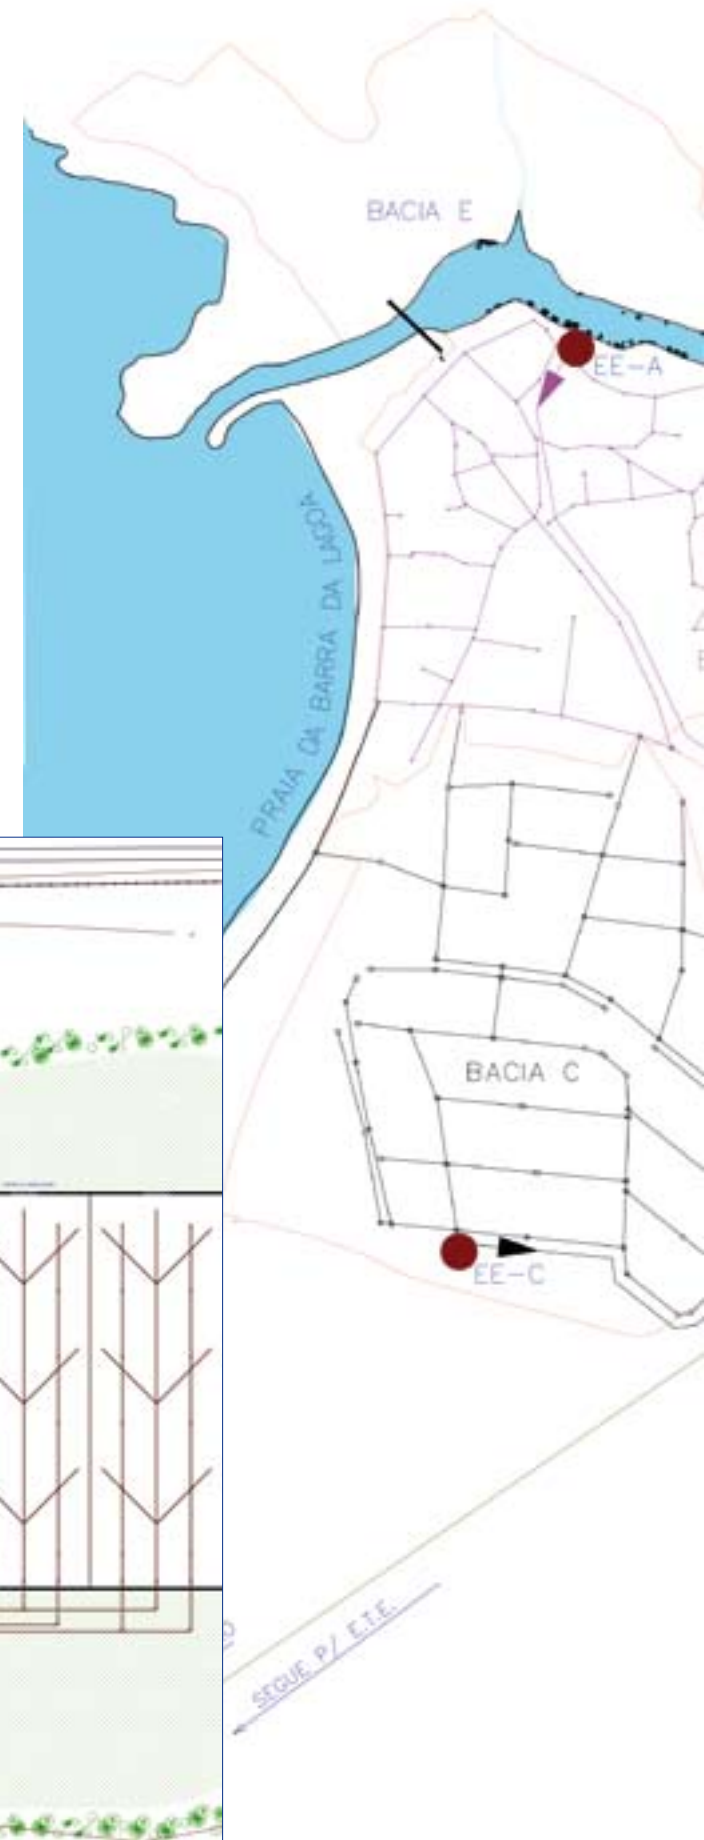 BACIA E
EE-A
PRAIA DA BARRA DA LAGOA
BACIA C
EE-C
SEGUE P/ E.T.E.